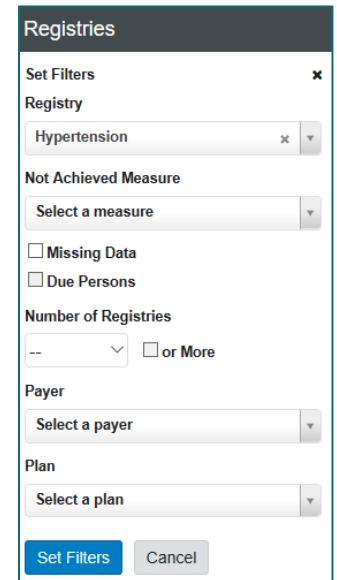 Registries
Set Filters ×
Registry
Hypertension ×
Not Achieved Measure
Select a measure
Missing Data
Due Persons
Number of Registries
-- or More
Payer
Select a payer
Plan
Select a plan
Set Filters Cancel